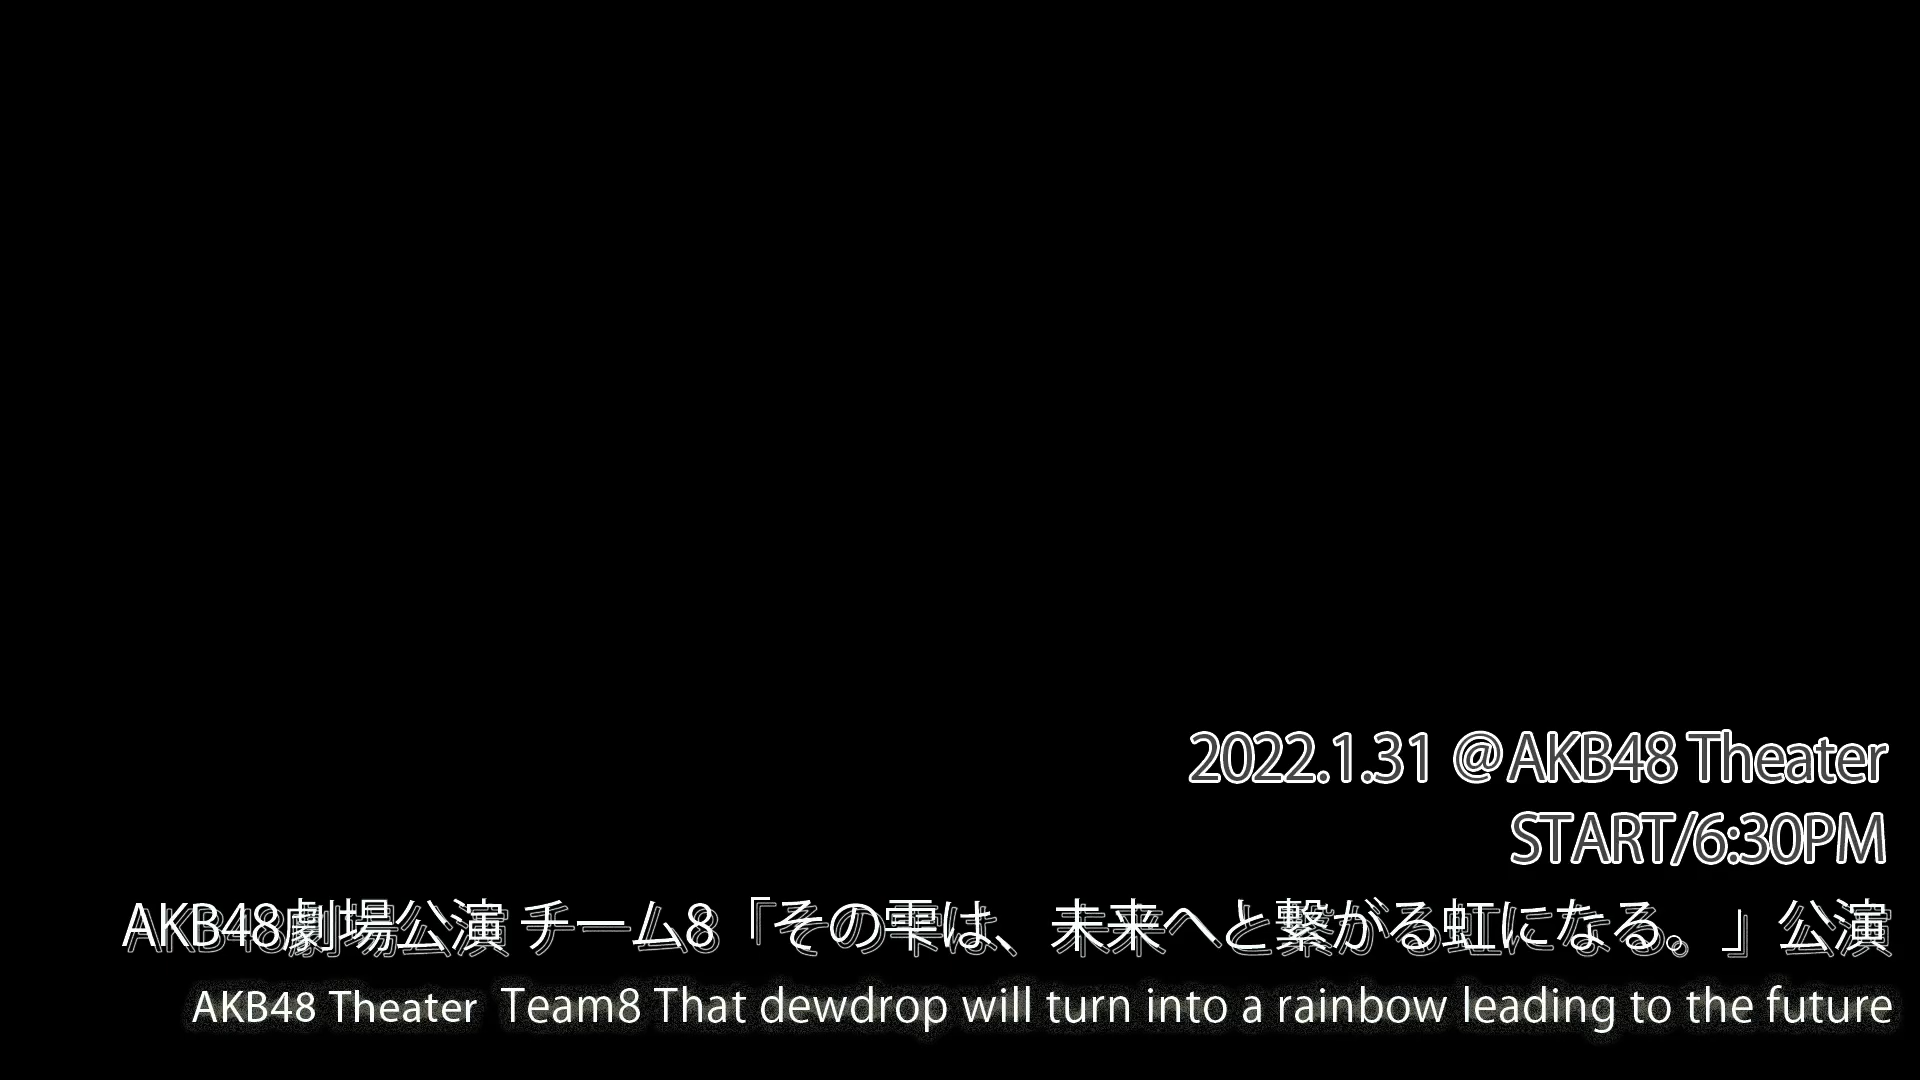 2022.1.31 @AKB48 Theater
START/6:30PM
AKB48劇場公演 チーム8「その雫は、未来へと繋がる虹になる。」公演
AKB48 Theater Team8 That dewdrop will turn into a rainbow leading to the future